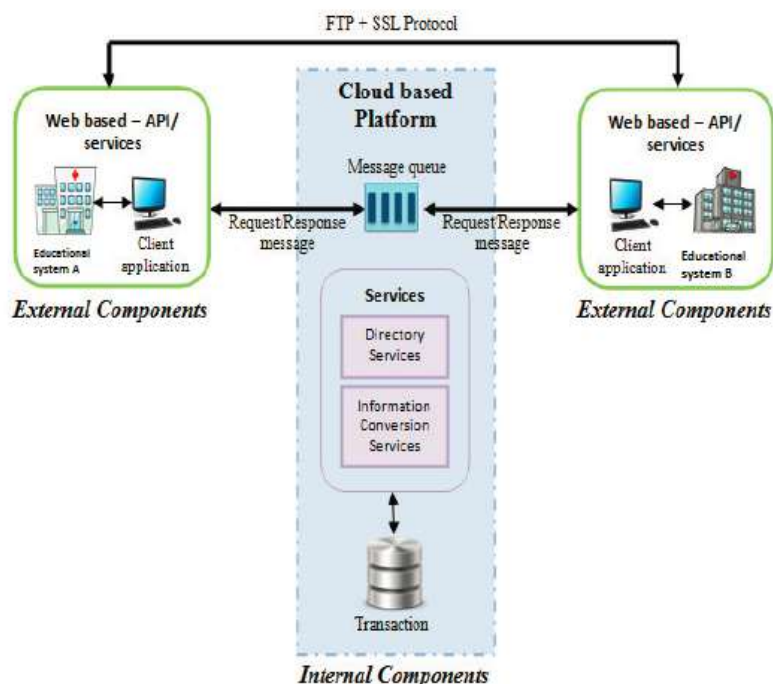 FTP + SSL Protocol
Web based – API/
services
Educational
system A
Client
application
External Components
Request/Response
message
Cloud based
Platform
Message queue
Request/Response
message
Web based – API/
services
Client
application
Educational
system B
External Components
Services
Directory
Services
Information
Conversion
Services
Transaction
Internal Components